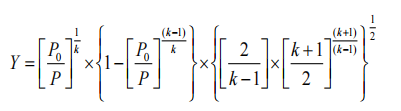 Y = [P₀/P]^(1/k) × {1 − [P₀/P]^((k−1)/k)} × {[2/(k−1)] × [(k+1)/2]^((k+1)/(k−1))}^(1/2)